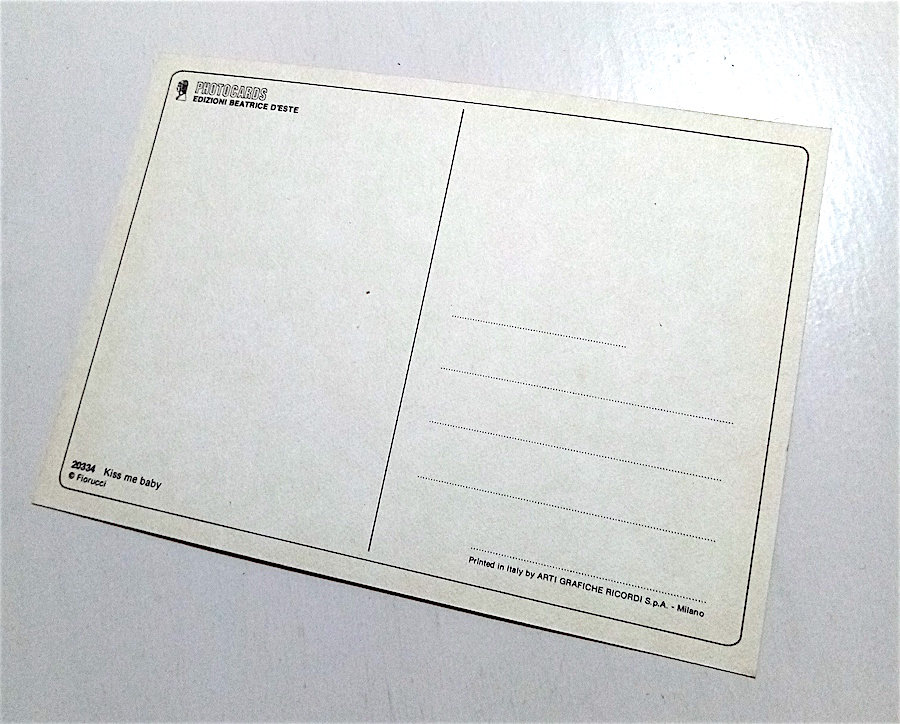 PHOTOCARDS
EDIZIONI BEATRICE D'ESTE
20334 Kiss me baby
© Fiorucci
Printed in Italy by ARTI GRAFICHE RICORDI S.p.A. - Milano